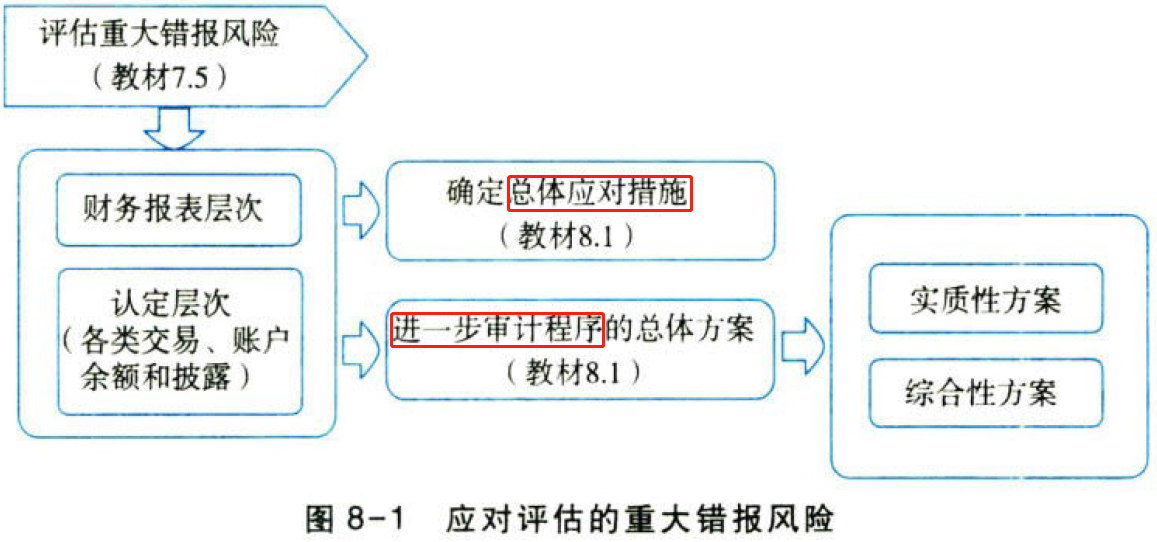 评估重大错报风险
（教材7.5）
财务报表层次
确定总体应对措施
（教材8.1）
认定层次
（各类交易、账户
余额和披露）
进一步审计程序的总体方案
（教材8.1）
实质性方案
综合性方案
图 8-1 应对评估的重大错报风险